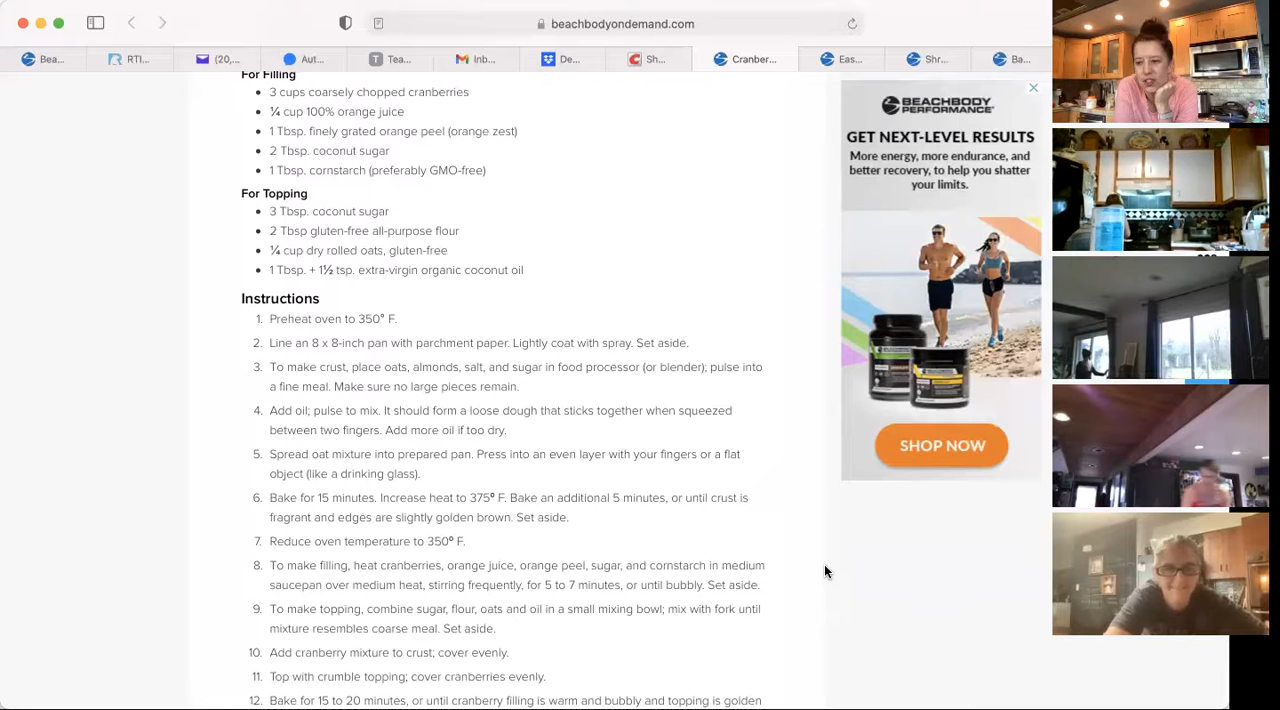 beachbodyondemand.com
Bea...
RTI...
(20,...
Aut...
Tea...
Inb...
De...
Sh...
Cranber...
Eas...
Shr...
Ba...
For Filling
3 cups coarsely chopped cranberries
¼ cup 100% orange juice
1 Tbsp. finely grated orange peel (orange zest)
2 Tbsp. coconut sugar
1 Tbsp. cornstarch (preferably GMO-free)
For Topping
3 Tbsp. coconut sugar
2 Tbsp gluten-free all-purpose flour
¼ cup dry rolled oats, gluten-free
1 Tbsp. + 1½ tsp. extra-virgin organic coconut oil
Instructions
1. Preheat oven to 350° F.
2. Line an 8 x 8-inch pan with parchment paper. Lightly coat with spray. Set aside.
3. To make crust, place oats, almonds, salt, and sugar in food processor (or blender); pulse into
a fine meal. Make sure no large pieces remain.
4. Add oil; pulse to mix. It should form a loose dough that sticks together when squeezed
between two fingers. Add more oil if too dry.
5. Spread oat mixture into prepared pan. Press into an even layer with your fingers or a flat
object (like a drinking glass).
6. Bake for 15 minutes. Increase heat to 375° F. Bake an additional 5 minutes, or until crust is
fragrant and edges are slightly golden brown. Set aside.
7. Reduce oven temperature to 350° F.
8. To make filling, heat cranberries, orange juice, orange peel, sugar, and cornstarch in medium
saucepan over medium heat, stirring frequently, for 5 to 7 minutes, or until bubbly. Set aside.
9. To make topping, combine sugar, flour, oats and oil in a small mixing bowl; mix with fork until
mixture resembles coarse meal. Set aside.
10. Add cranberry mixture to crust; cover evenly.
11. Top with crumble topping; cover cranberries evenly.
12. Bake for 15 to 20 minutes, or until cranberry filling is warm and bubbly and topping is golden
BEACHBODY
PERFORMANCE
GET NEXT-LEVEL RESULTS
More energy, more endurance, and
better recovery, to help you shatter
your limits.
SHOP NOW